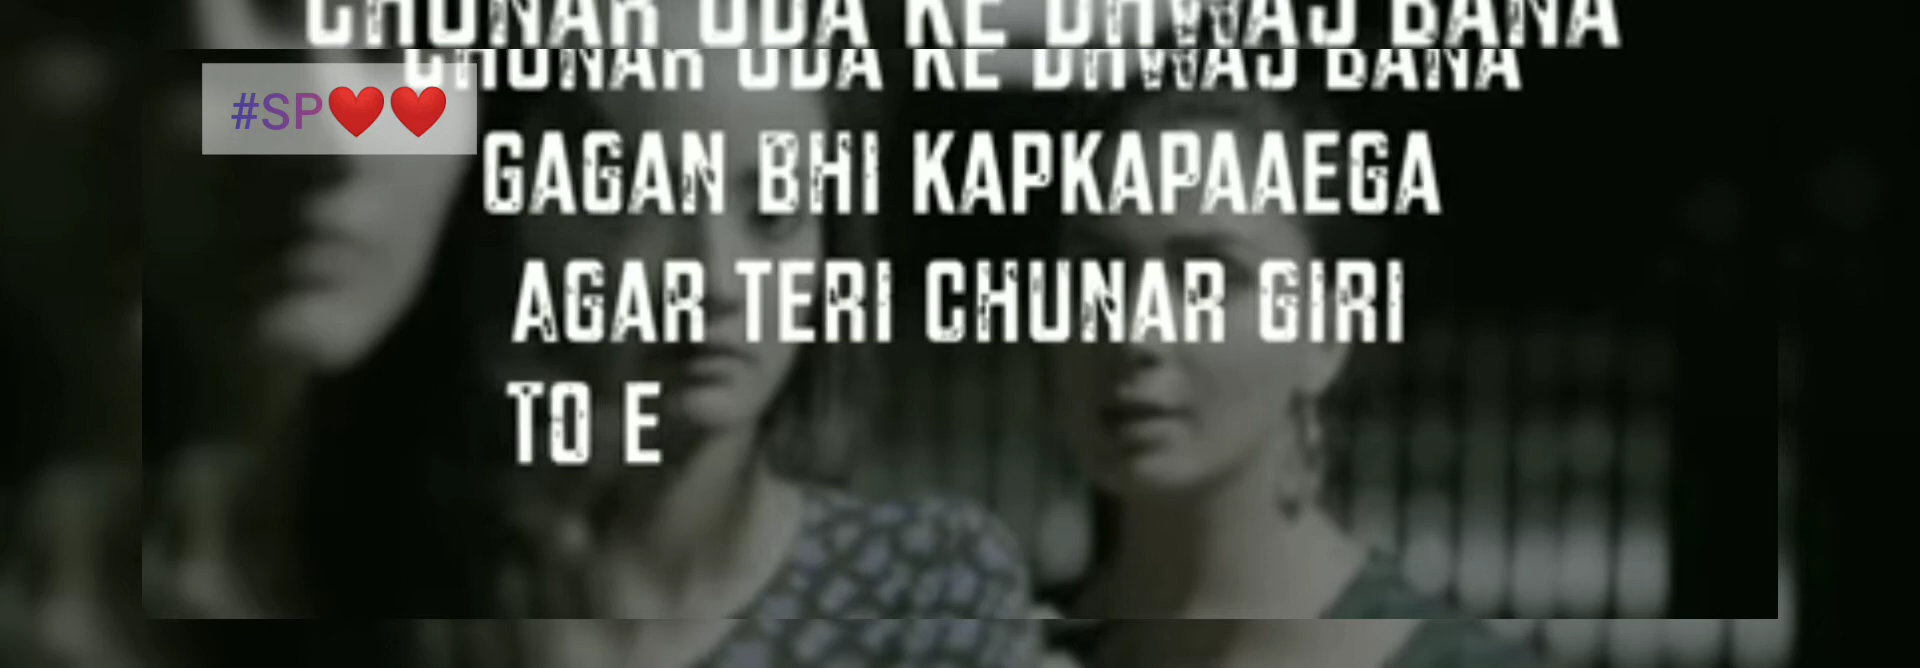 CHUNAR UDA KE DHWAJ BANA
CHUNAR UDA KE DHWAJ BANA
#SP❤️❤️
GAGAN BHI KAPKAPAAEGA
AGAR TERI CHUNAR GIRI
TO E